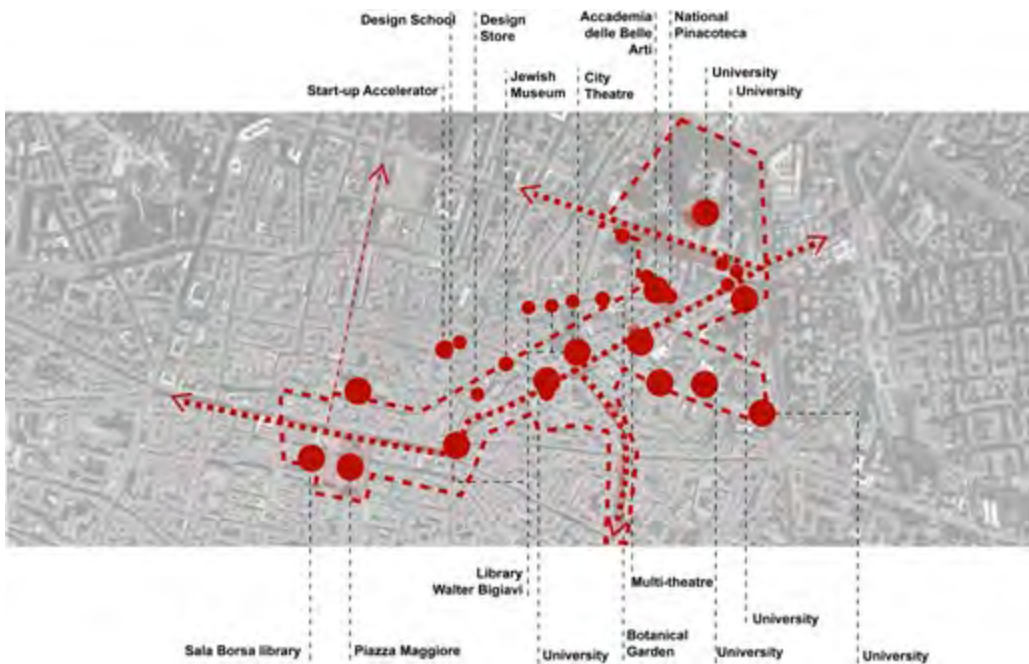 Design School
Design
Store
Accademia
delle Belle
Arti
National
Pinacoteca
Start-up Accelerator
Jewish
Museum
City
Theatre
University
University
Library
Walter Bigiavi
Multi-theatre
University
Sala Borsa library
Piazza Maggiore
University
Botanical
Garden
University
University